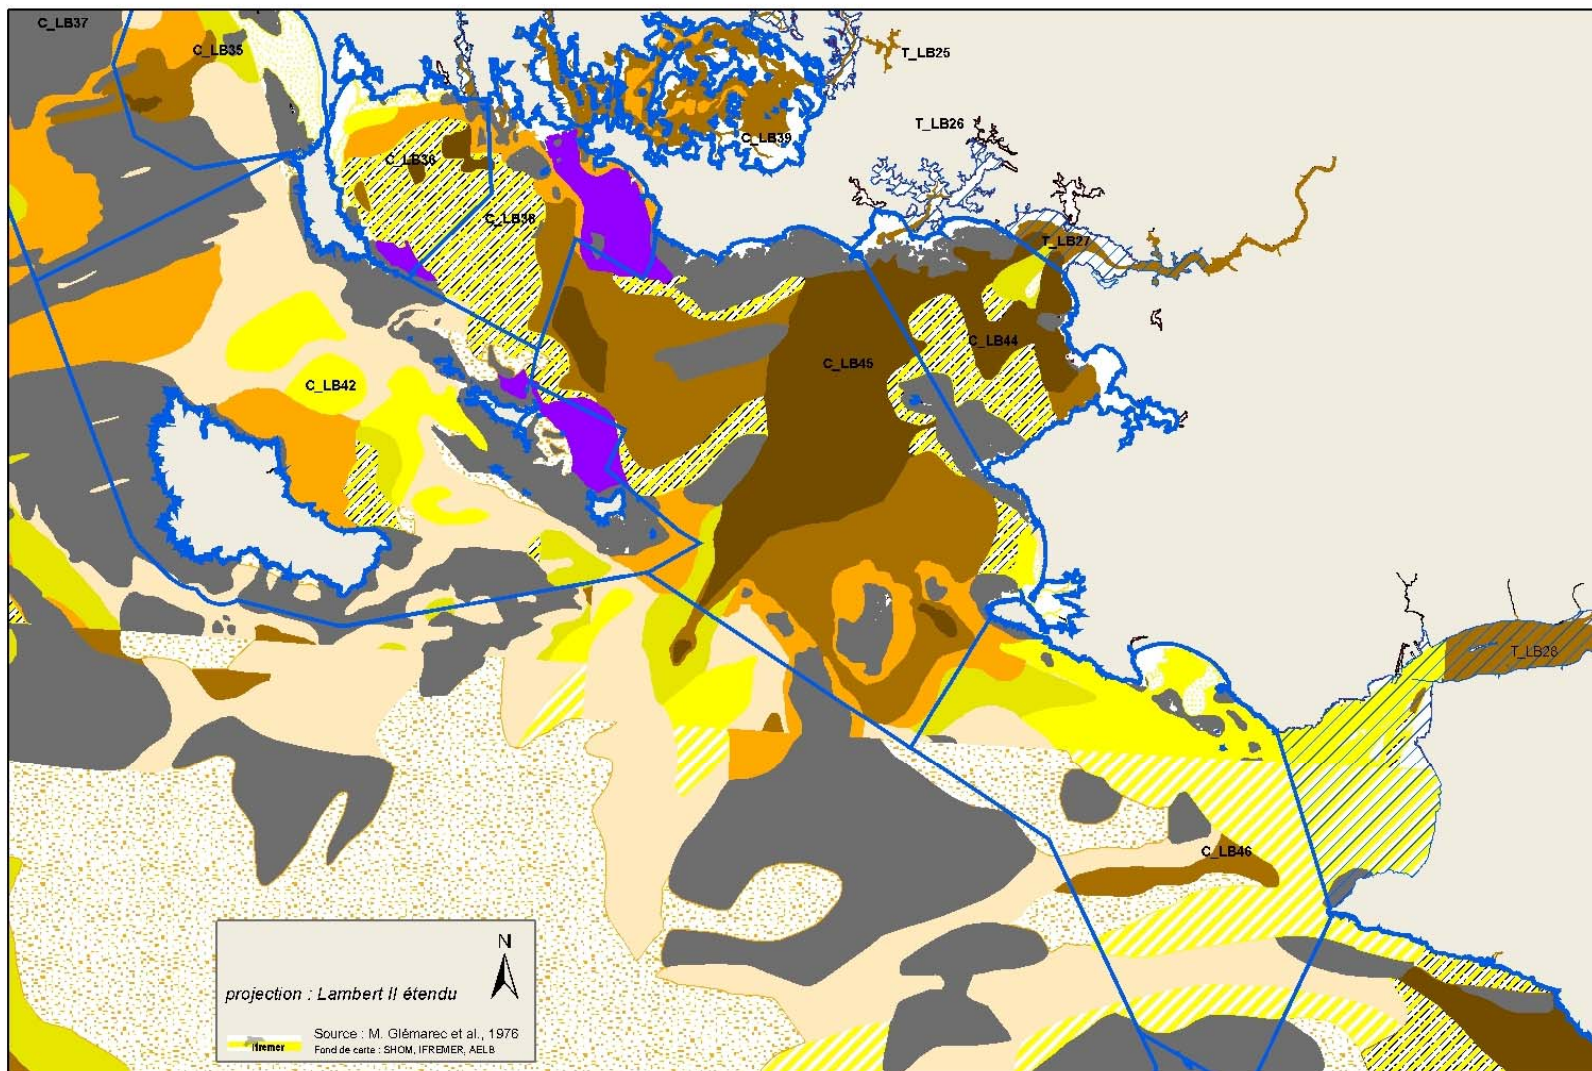 C_LB37
C_LB35
T_LB25
T_LB26
C_LB39
C_LB36
C_LB38
T_LB27
C_LB44
C_LB45
C_LB42
T_LB28
C_LB46
N
projection : Lambert II étendu
Source : M. Glémarec et al., 1976
Ifremer
Fond de carte : SHOM, IFREMER, AELB